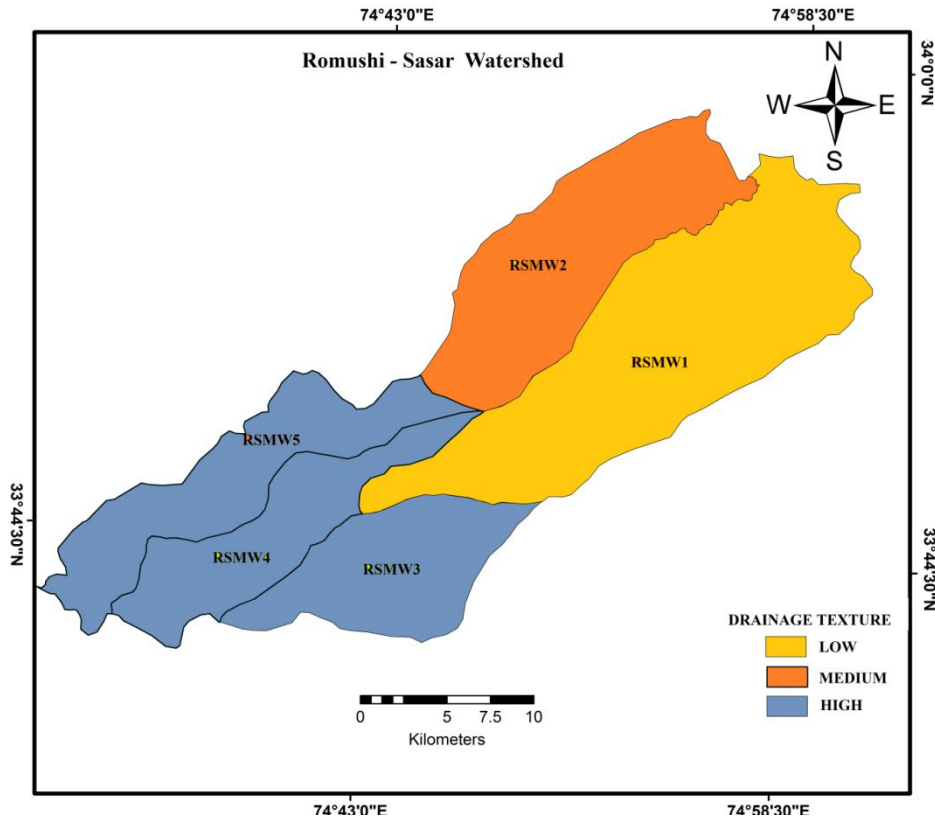 74°43'0"E
74°58'30"E
Romushi - Sasar Watershed
34°0'0"N
N
W
E
S
RSMW2
RSMW1
RSMW5
33°44'30"N
RSMW4
RSMW3
33°44'30"N
DRAINAGE TEXTURE
LOW
MEDIUM
HIGH
0 5 7.5 10
Kilometers
74°43'0"E
74°58'30"E